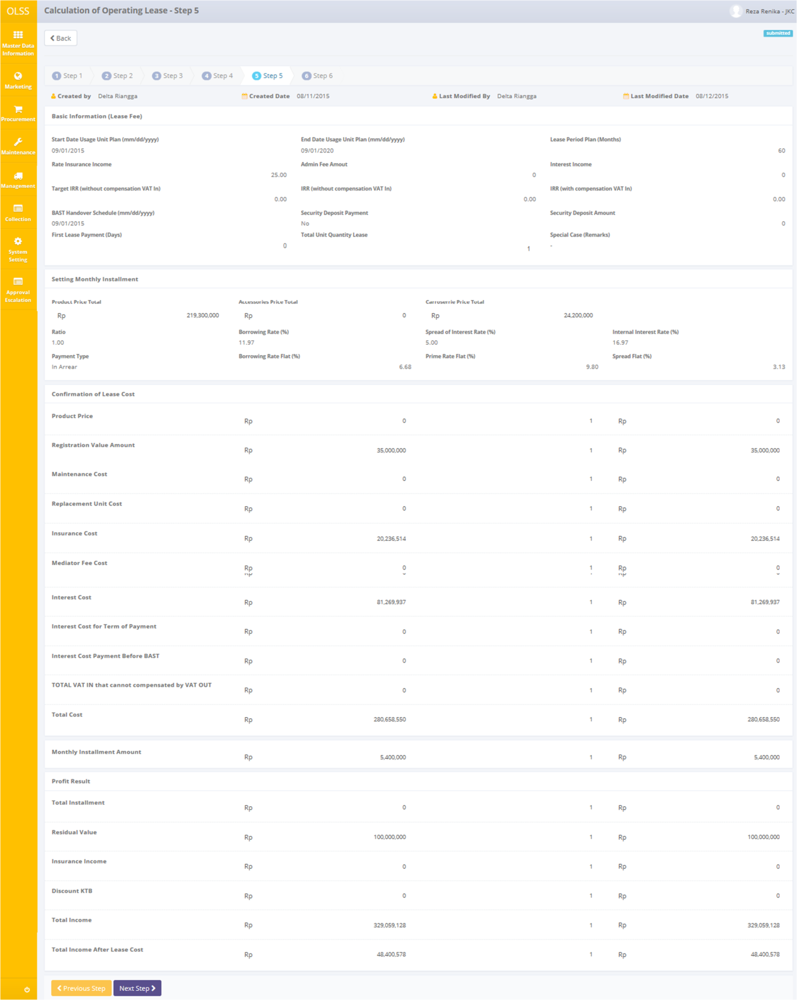 OLSS
Calculation of Operating Lease - Step 5
Reza Renika - JKC
Back
submitted
Master Data
Information
Marketing
Procurement
Maintenance
Management
Collection
System
Setting
Approval
Escalation
1 Step 1
2 Step 2
3 Step 3
4 Step 4
5 Step 5
6 Step 6
Created by Delta Riangga Created Date 08/11/2015 Last Modified By Delta Riangga Last Modified Date 08/12/2015
Basic Information (Lease Fee)
Start Date Usage Unit Plan (mm/dd/yyyy) End Date Usage Unit Plan (mm/dd/yyyy) Lease Period Plan (Months)
09/01/2015 09/01/2020 60
Rate Insurance Income Admin Fee Amout Interest Income
25.00 0 0
Target IRR (without compensation VAT In) IRR (without compensation VAT In) IRR (with compensation VAT In)
0.00 0.00 0.00
BAST Handover Schedule (mm/dd/yyyy) Security Deposit Payment Security Deposit Amount
09/01/2015 No 0
First Lease Payment (Days) Total Unit Quantity Lease Special Case (Remarks)
0 1 -
Setting Monthly Installment
Product Price Total Accessories Price Total Carroserrie Price Total
Rp 219,300,000 Rp 0 Rp 24,200,000
Ratio Borrowing Rate (%) Spread of Interest Rate (%) Internal Interest Rate (%)
1.00 11.97 5.00 16.97
Payment Type Borrowing Rate Flat (%) Prime Rate Flat (%) Spread Flat (%)
In Arrear 6.68 9.80 3.13
Confirmation of Lease Cost
Product Price
Rp 0 1 Rp 0
Registration Value Amount
Rp 35,000,000 1 Rp 35,000,000
Maintenance Cost
Rp 0 1 Rp 0
Replacement Unit Cost
Rp 0 1 Rp 0
Insurance Cost
Rp 20,236,514 1 Rp 20,236,514
Mediator Fee Cost
Rp 0 1 Rp 0
Interest Cost
Rp 81,269,937 1 Rp 81,269,937
Interest Cost for Term of Payment
Rp 0 1 Rp 0
Interest Cost Payment Before BAST
Rp 0 1 Rp 0
TOTAL VAT IN that cannot compensated by VAT OUT
Rp 0 1 Rp 0
Total Cost
Rp 280,658,550 1 Rp 280,658,550
Monthly Installment Amount
Rp 5,400,000 1 Rp 5,400,000
Profit Result
Total Installment
Rp 0 1 Rp 0
Residual Value
Rp 100,000,000 1 Rp 100,000,000
Insurance Income
Rp 0 1 Rp 0
Discount KTB
Rp 0 1 Rp 0
Total Income
Rp 329,059,128 1 Rp 329,059,128
Total Income After Lease Cost
Rp 48,400,578 1 Rp 48,400,578
Previous Step
Next Step